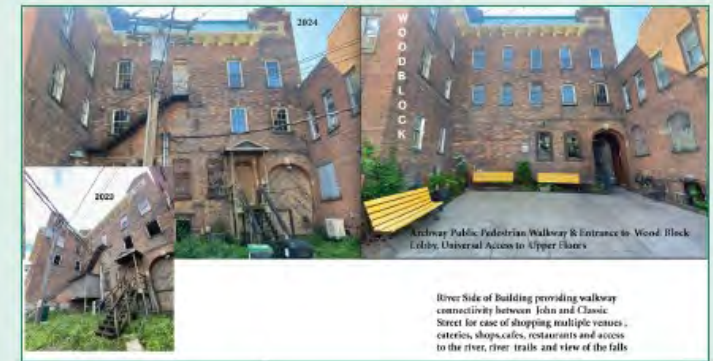 2024
WOODBLOCK
2023
Archway Public Pedestrian Walkway & Entrance to Wood Block
Lobby, Universal Access to Upper Floors
River Side of Building providing walkway
connectivity between John and Classic
Street for ease of shopping multiple venues ,
eateries, shops,cafes, restaurants and access
to the river, river trails and view of the falls